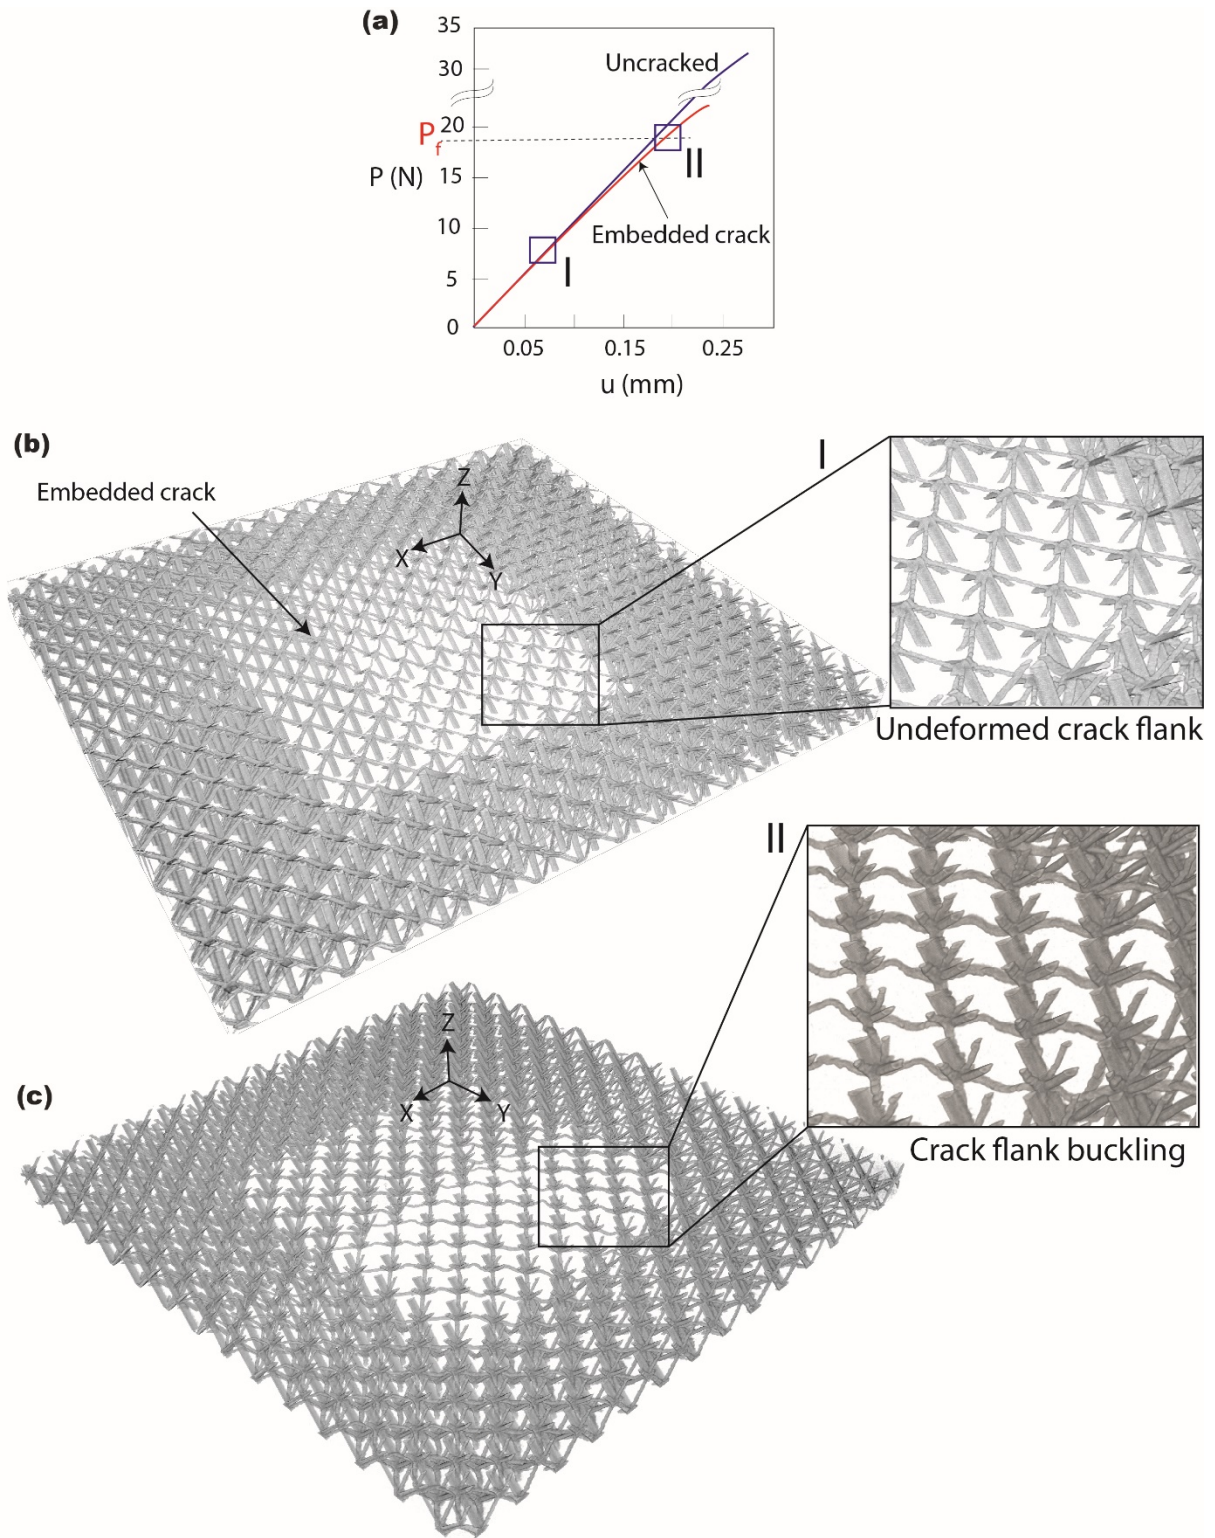 (a)
35
30
20
15
10
5
0
P
f
P (N)
Uncracked
II
Embedded crack
I
0.05
0.15
0.25
u (mm)
(b)
Embedded crack
Z
X
Y
I
Undeformed crack flank
II
(c)
Z
X
Y
Crack flank buckling